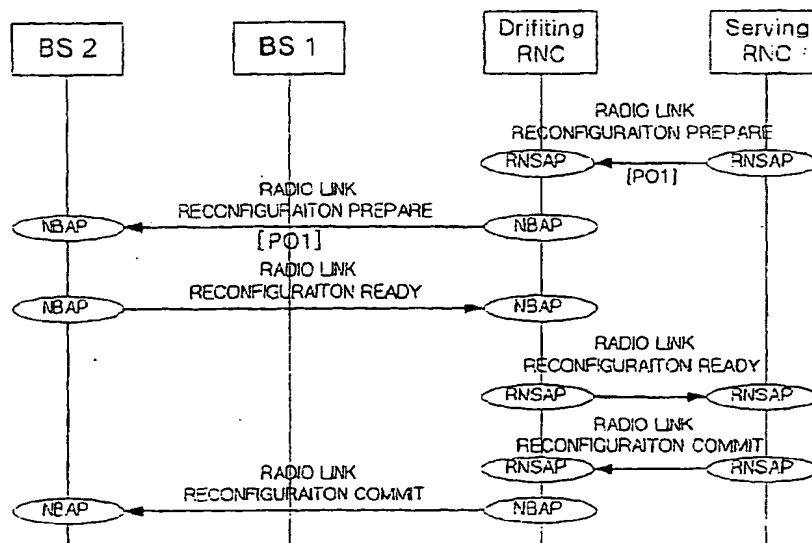 BS 2
BS 1
Drifiting
RNC
Serving
RNC
RADIO LINK
RECONFIGURAITON PREPARE
RNSAP
RNSAP
[PO1]
RADIO LINK
RECONFIGURAITON PREPARE
NBAP
NBAP
[PO1]
RADIO LINK
RECONFIGURAITON READY
NBAP
NBAP
RADIO LINK
RECONFIGURAITON READY
RNSAP
RNSAP
RADIO LINK
RECONFIGURAITON COMMIT
RNSAP
RNSAP
RADIO LINK
RECONFIGURAITON COMMIT
NBAP
NBAP